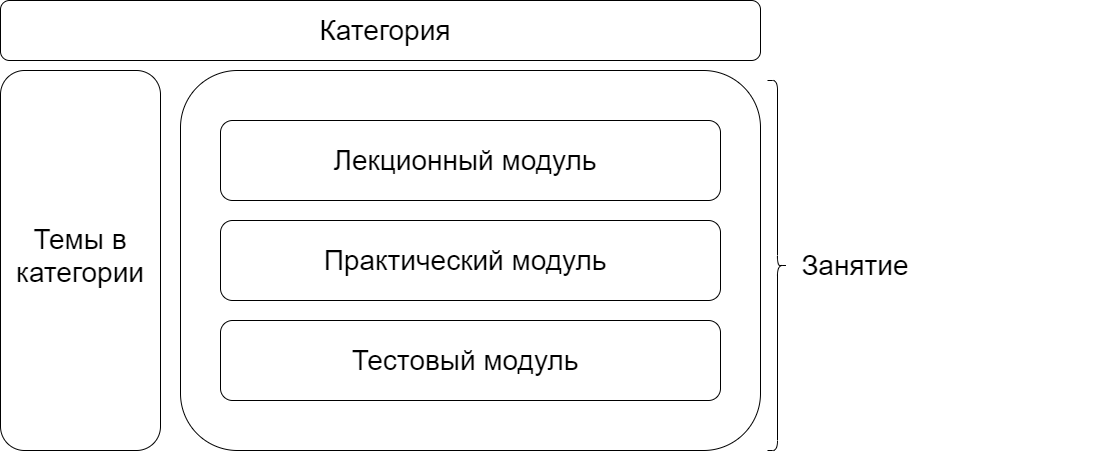 Категория
Темы в
категории
Лекционный модуль
Практический модуль
Тестовый модуль
Занятие